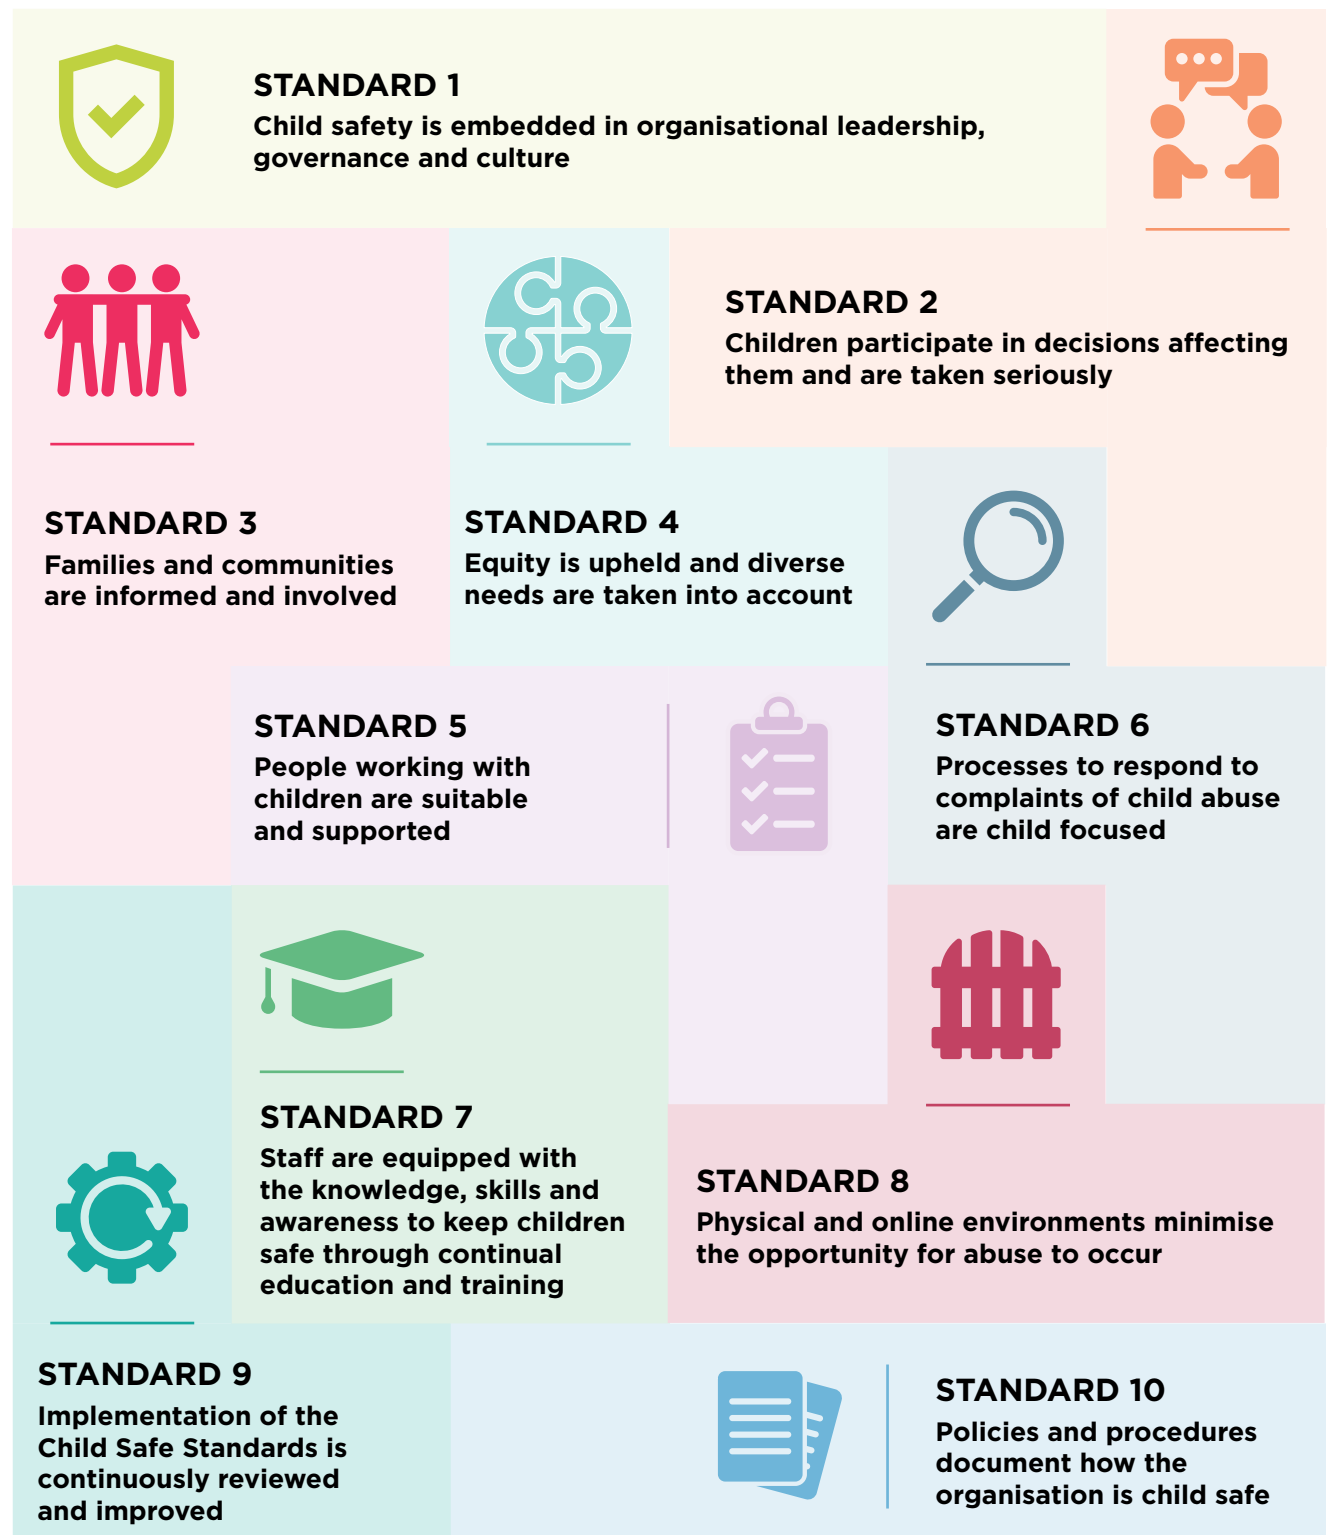 STANDARD 1
Child safety is embedded in organisational leadership,
governance and culture
STANDARD 2
Children participate in decisions affecting
them and are taken seriously
STANDARD 3
Families and communities
are informed and involved
STANDARD 4
Equity is upheld and diverse
needs are taken into account
STANDARD 5
People working with
children are suitable
and supported
STANDARD 6
Processes to respond to
complaints of child abuse
are child focused
STANDARD 7
Staff are equipped with
the knowledge, skills and
awareness to keep children
safe through continual
education and training
STANDARD 8
Physical and online environments minimise
the opportunity for abuse to occur
STANDARD 9
Implementation of the
Child Safe Standards is
continuously reviewed
and improved
STANDARD 10
Policies and procedures
document how the
organisation is child safe